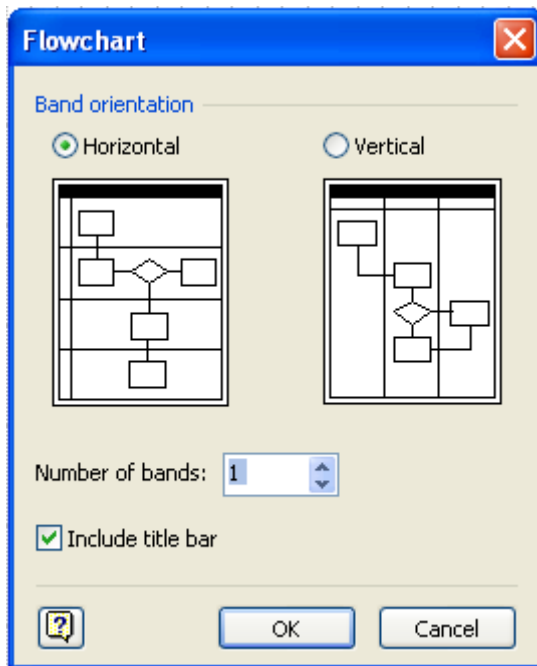 Flowchart
Band orientation
Horizontal Vertical
Number of bands: 1
Include title bar
OK Cancel